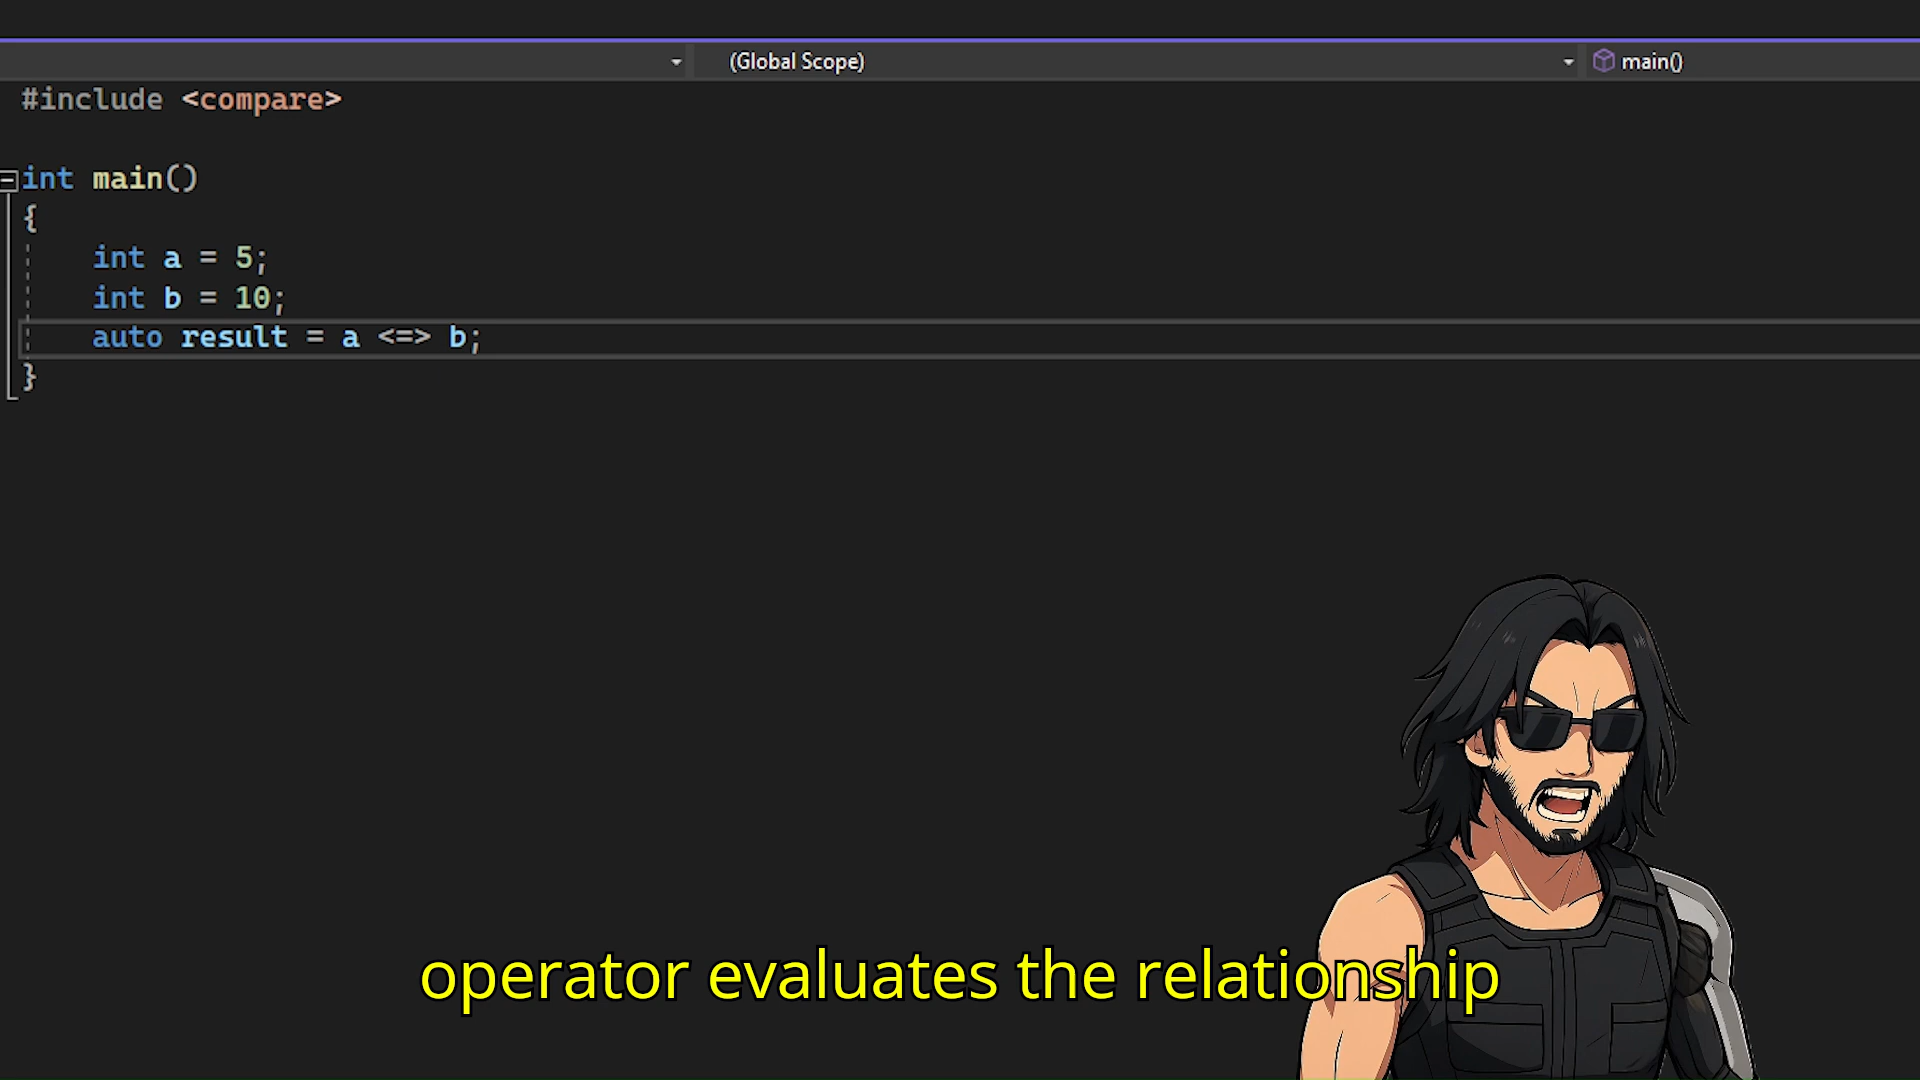 (Global Scope)
main()
#include <compare>
int main()
{
int a = 5;
int b = 10;
auto result = a <=> b;
}
operator evaluates the relationship